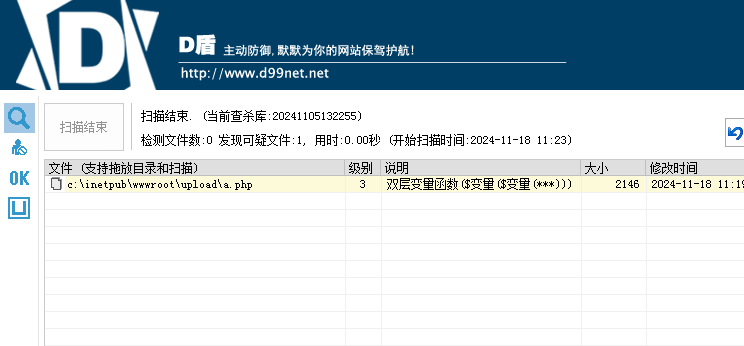 D
D盾 主动防御,默默为你的网站保驾护航!
http://www.d99net.net
扫描结束
扫描结束. (当前查杀库:20241105132255)
检测文件数:0 发现可疑文件:1, 用时:0.00秒 (开始扫描时间:2024-11-18 11:23)
OK
文件 (支持拖放目录和扫描) 级别 说明 大小 修改时间
c:\inetpub\wwwroot\upload\a.php 3 双层变量函数($变量($变量(***))) 2146 2024-11-18 11:19